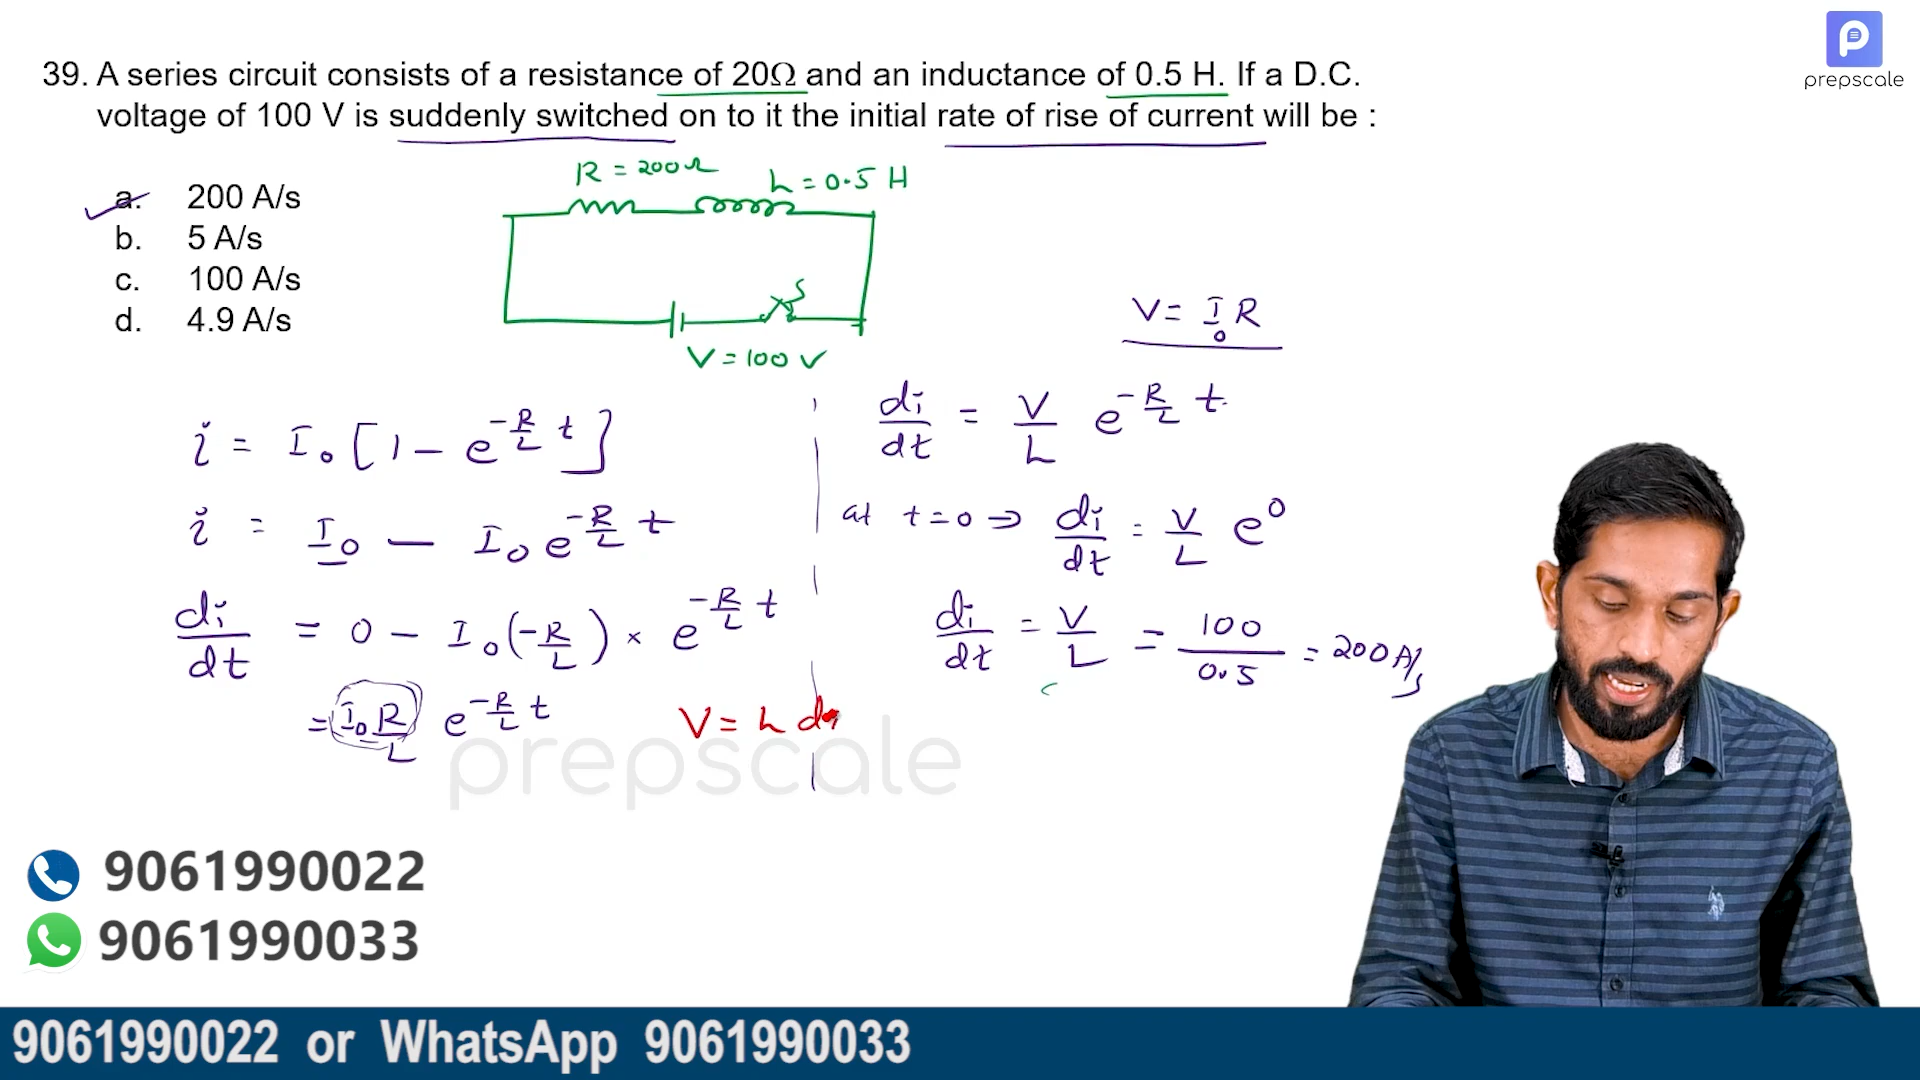 prepscale
39. A series circuit consists of a resistance of 20Ω and an inductance of 0.5 H. If a D.C.
voltage of 100 V is suddenly switched on to it the initial rate of rise of current will be :
a. 200 A/s
b. 5 A/s
c. 100 A/s
d. 4.9 A/s
R = 200Ω
L = 0.5 H
S
V = 100 V
V = I₀R
i = I₀[1 - e^(-R/L t)]
i = I₀ - I₀e^(-R/L t)
di/dt = 0 - I₀(-R/L) × e^(-R/L t)
= I₀R/L e^(-R/L t)
V = L di
di/dt = V/L e^(-R/L t)
at t=0 ⇒ di/dt = V/L e⁰
di/dt = V/L = 100/0.5 = 200A/s
prepscale
9061990022
9061990033
9061990022 or WhatsApp 9061990033